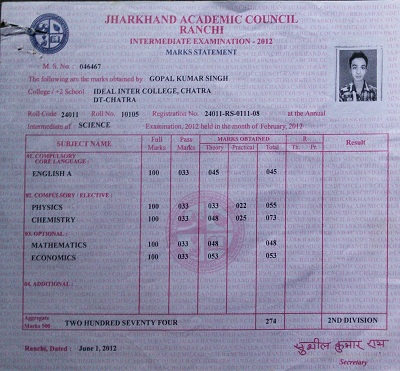 JHARKHAND ACADEMIC COUNCIL
RANCHI
INTERMEDIATE EXAMINATION - 2012
MARKS STATEMENT
M. S. No : 046467
The following are the marks obtained by GOPAL KUMAR SINGH
College / +2 School IDEAL INTER COLLEGE, CHATRA
DT-CHATRA
Roll Code 24011 Roll No. 10105 Registration No. 24011-RS-0111-08 at the Annual
Intermediate of SCIENCE Examination, 2012 held in the month of February, 2012
SUBJECT NAME Full Marks Pass Marks MARKS OBTAINED Theory Practical Total R Th. Pr. Result
01. COMPULSORY
CORE LANGUAGE :
ENGLISH A 100 033 045 045
02. COMPULSORY / ELECTIVE :
PHYSICS 100 033 033 022 055
CHEMISTRY 100 033 048 025 073
03. OPTIONAL :
MATHEMATICS 100 033 048 048
ECONOMICS 100 033 053 053
04. ADDITIONAL :
Aggregate
Marks 500 TWO HUNDRED SEVENTY FOUR 274 2ND DIVISION
Ranchi, Dated : June 1, 2012
सुशील कुमार राय
Secretary